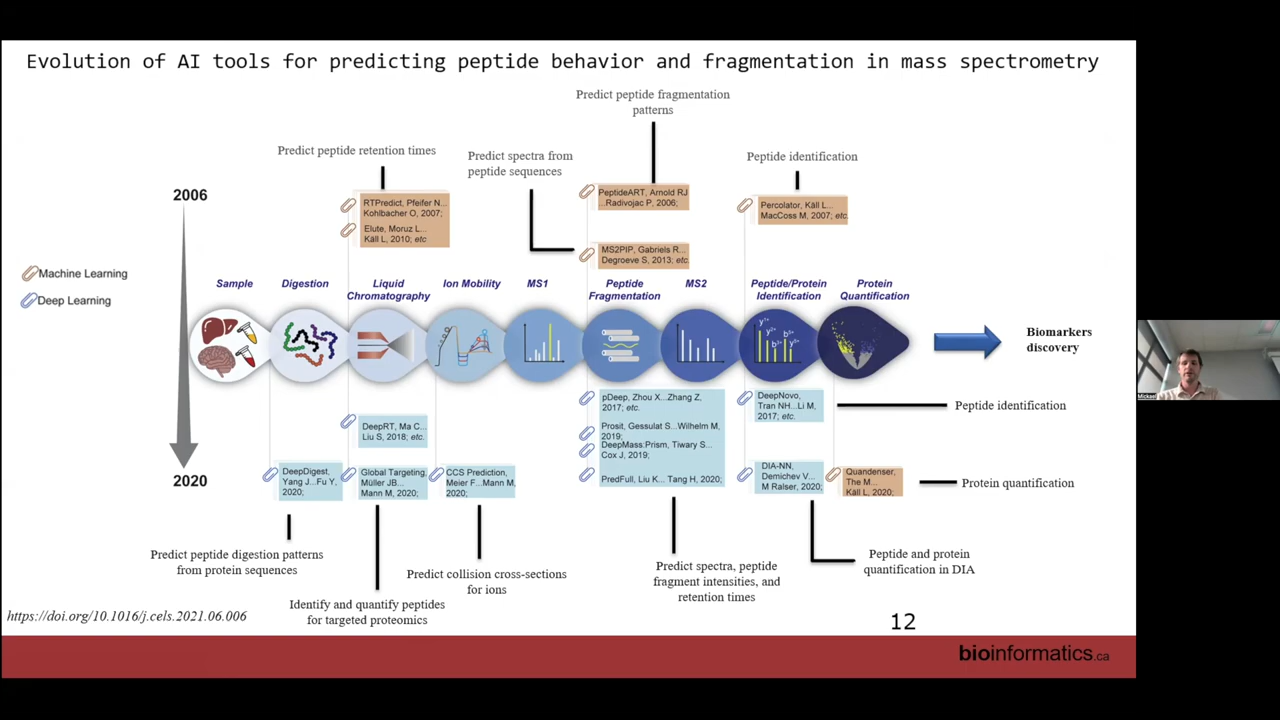 Evolution of AI tools for predicting peptide behavior and fragmentation in mass spectrometry
Predict peptide fragmentation
patterns
Predict peptide retention times
Predict spectra from
peptide sequences
Peptide identification
2006
RTPredict, Pfeifer N...
Kohlbacher O, 2007;
Elute, Moruz L...
Käll L, 2010; etc
PeptideART, Arnold RJ
...Radivojac P, 2006;
MS2PIP, Gabriels R...
Degroeve S, 2013; etc.
Percolator, Käll L...
MacCoss M, 2007; etc.
Machine Learning
Deep Learning
Sample
Digestion
Liquid
Chromatography
Ion Mobility
MS1
Peptide
Fragmentation
MS2
Peptide/Protein
Identification
Protein
Quantification
Biomarkers
discovery
DeepRT, Ma C...
Liu S, 2018; etc.
pDeep, Zhou X...Zhang Z,
2017; etc.
Prosit, Gessulat S...Wilhelm M,
2019;
DeepMass:Prism, Tiwary S...
Cox J, 2019;
PredFull, Liu K... Tang H, 2020;
DeepNovo,
Tran NH...Li M,
2017; etc.
Peptide identification
2020
DeepDigest,
Yang J...Fu Y,
2020;
Global Targeting,
Müller JB...
Mann M, 2020;
CCS Prediction,
Meier F...Mann M,
2020;
DIA-NN,
Demichev V...
M Ralser, 2020;
Quandenser,
The M...
Käll L, 2020;
Protein quantification
Predict peptide digestion patterns
from protein sequences
Identify and quantify peptides
for targeted proteomics
Predict collision cross-sections
for ions
Predict spectra, peptide
fragment intensities, and
retention times
Peptide and protein
quantification in DIA
https://doi.org/10.1016/j.cels.2021.06.006
12
bioinformatics.ca
Mickael